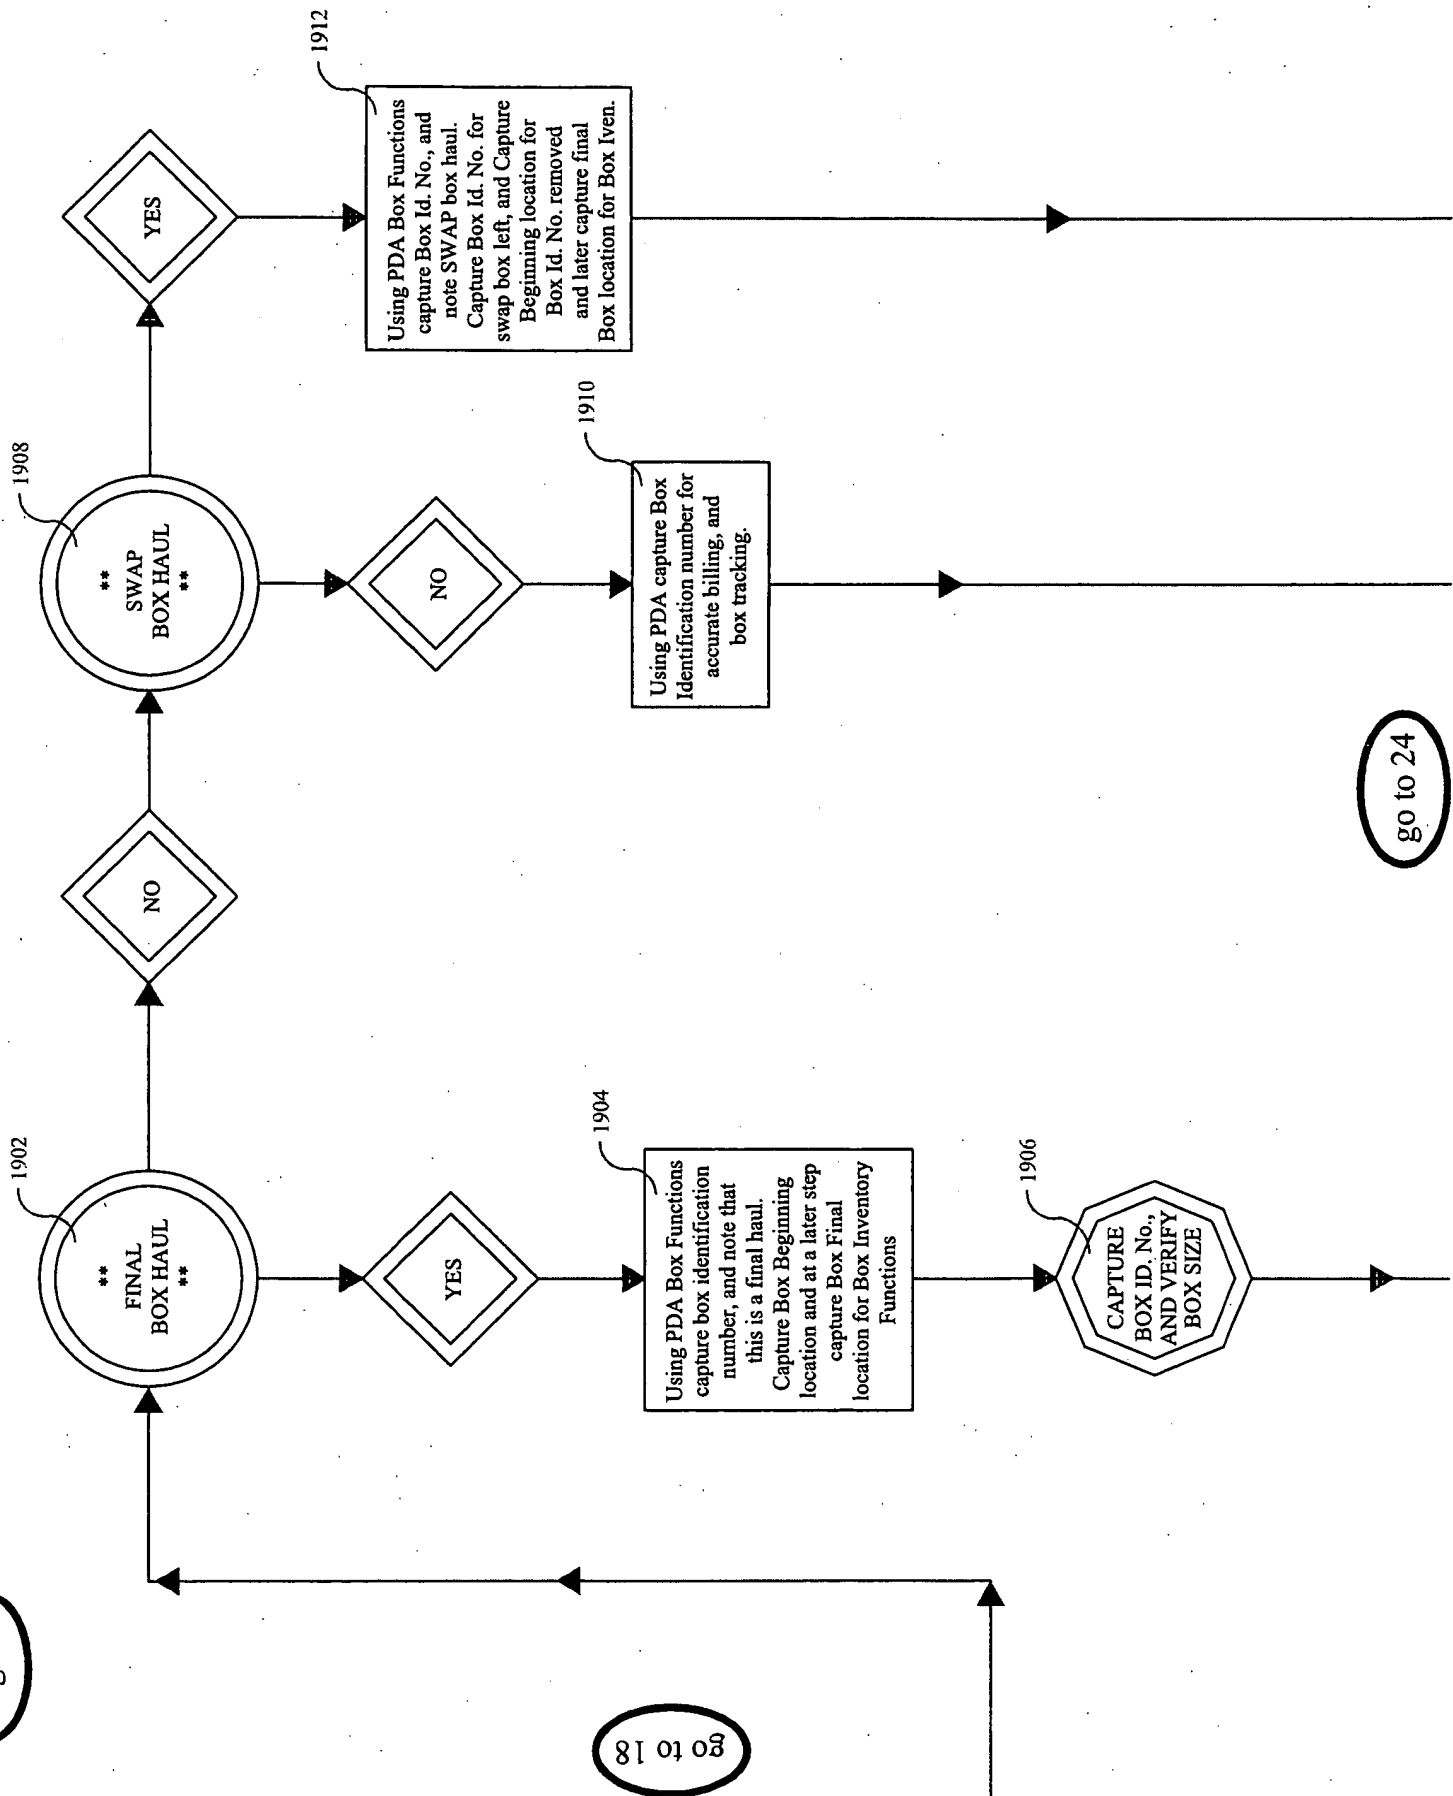 1902
**
FINAL
BOX HAUL
**
NO
1908
**
SWAP
BOX HAUL
**
YES
1912
Using PDA Box Functions
capture Box Id. No., and
note SWAP box haul.
Capture Box Id. No. for
swap box left, and Capture
Beginning location for
Box Id. No. removed
and later capture final
Box location for Box Iven.
NO
1910
Using PDA capture Box
Identification number for
accurate billing, and
box tracking.
YES
1904
Using PDA Box Functions
capture box identification
number, and note that
this is a final haul.
Capture Box Beginning
location and at a later step
capture Box Final
location for Box Inventory
Functions
1906
CAPTURE
BOX ID. No.,
AND VERIFY
BOX SIZE
go to 18
go to 24